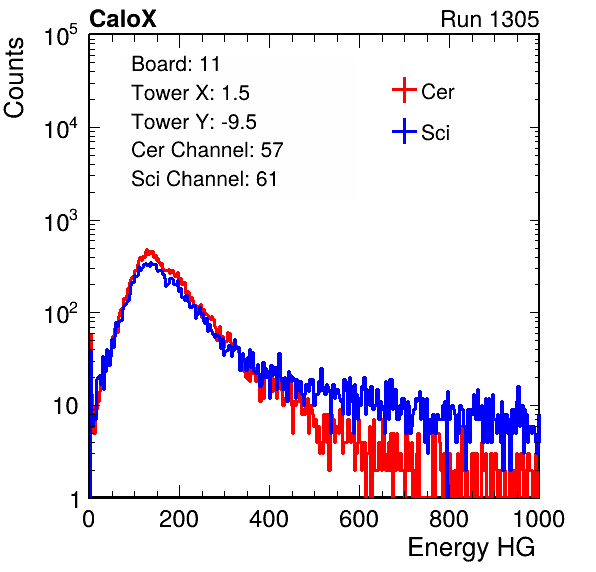 CaloX Run 1305
Counts
Board: 11
Tower X: 1.5
Tower Y: -9.5
Cer Channel: 57
Sci Channel: 61
Cer
Sci
10^5
10^4
10^3
10^2
10
1
0 200 400 600 800 1000
Energy HG